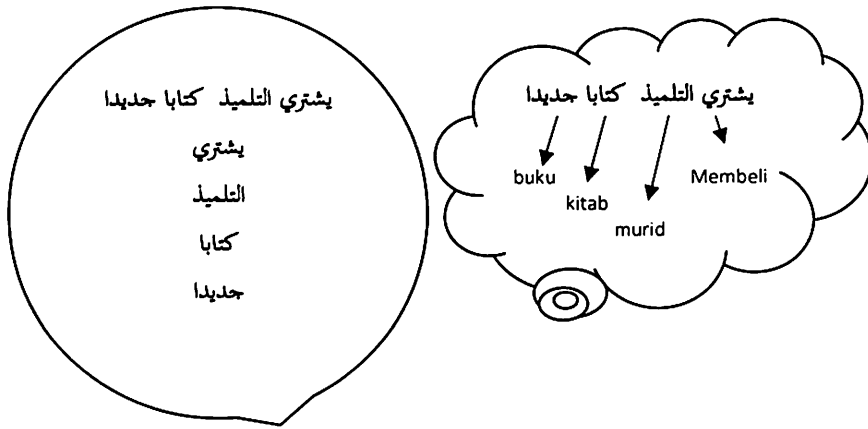 يشتري التلميذ كتابا جديدا
يشتري
التلميذ
كتابا
جديدا
يشتري التلميذ كتابا جديدا
buku
kitab
murid
Membeli